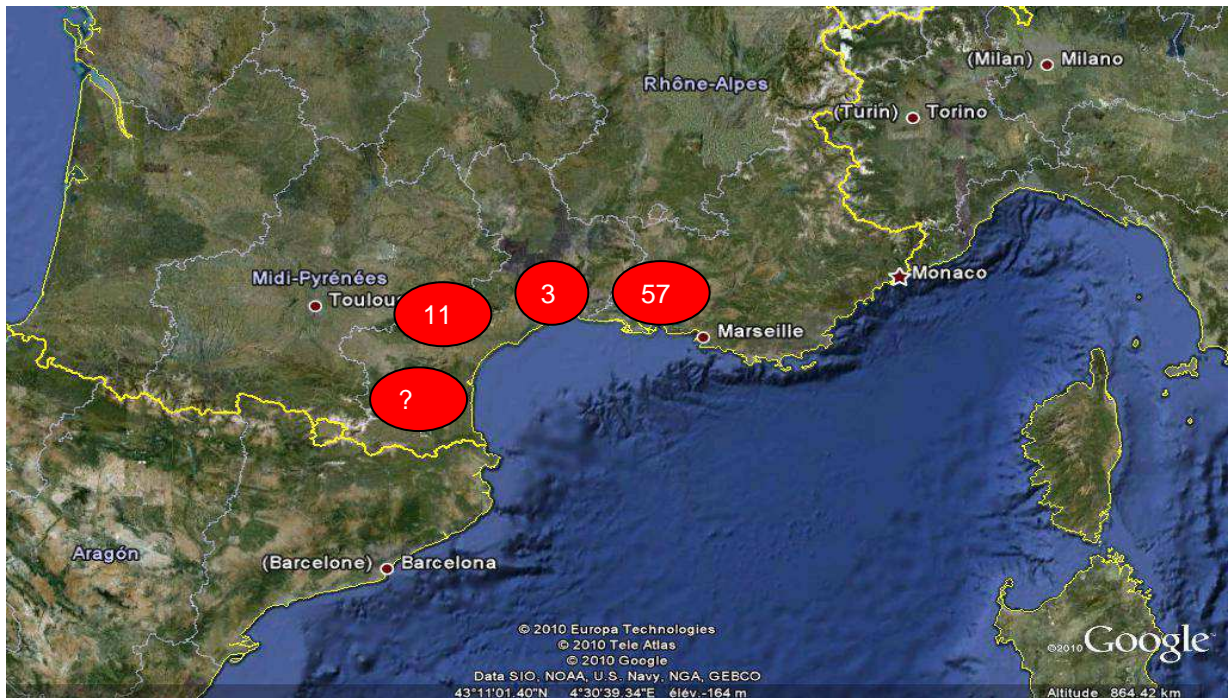 (Milan) Milano
Rhône-Alpes
(Turin) Torino
Midi-Pyrénées
Monaco
3
57
Toulous
11
Marseille
?
Aragón
(Barcelone) Barcelona
© 2010 Europa Technologies
© 2010 Tele Atlas
© 2010 Google
Data SIO, NOAA, U.S. Navy, NGA, GEBCO
43°11'01.40"N 4°30'39.34"E élév.-164 m
©2010 Google
Altitude 864.42 km